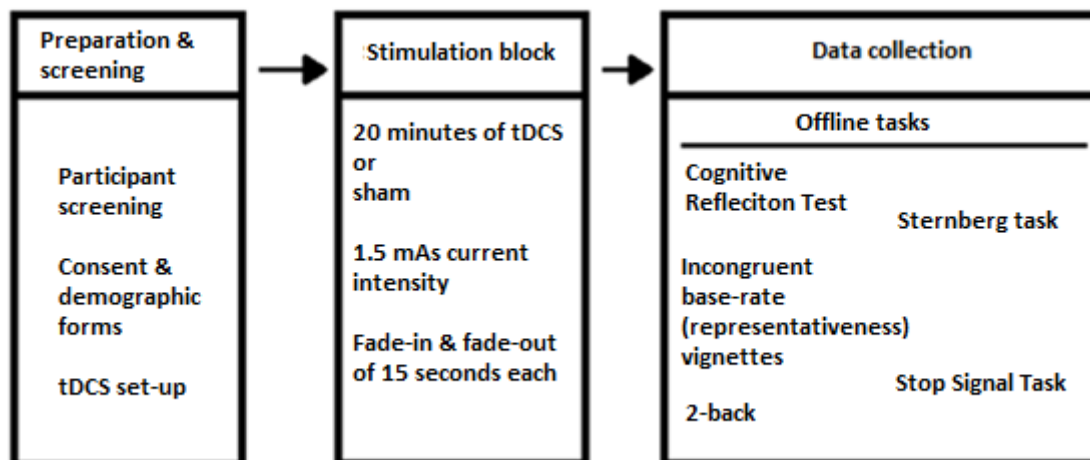 Preparation &
screening
Stimulation block
Data collection
Participant
screening
Consent &
demographic
forms
tDCS set-up
20 minutes of tDCS
or
sham
1.5 mAs current
intensity
Fade-in & fade-out
of 15 seconds each
Offline tasks
Cognitive
Refleciton Test
Sternberg task
Incongruent
base-rate
(representativeness)
vignettes
Stop Signal Task
2-back